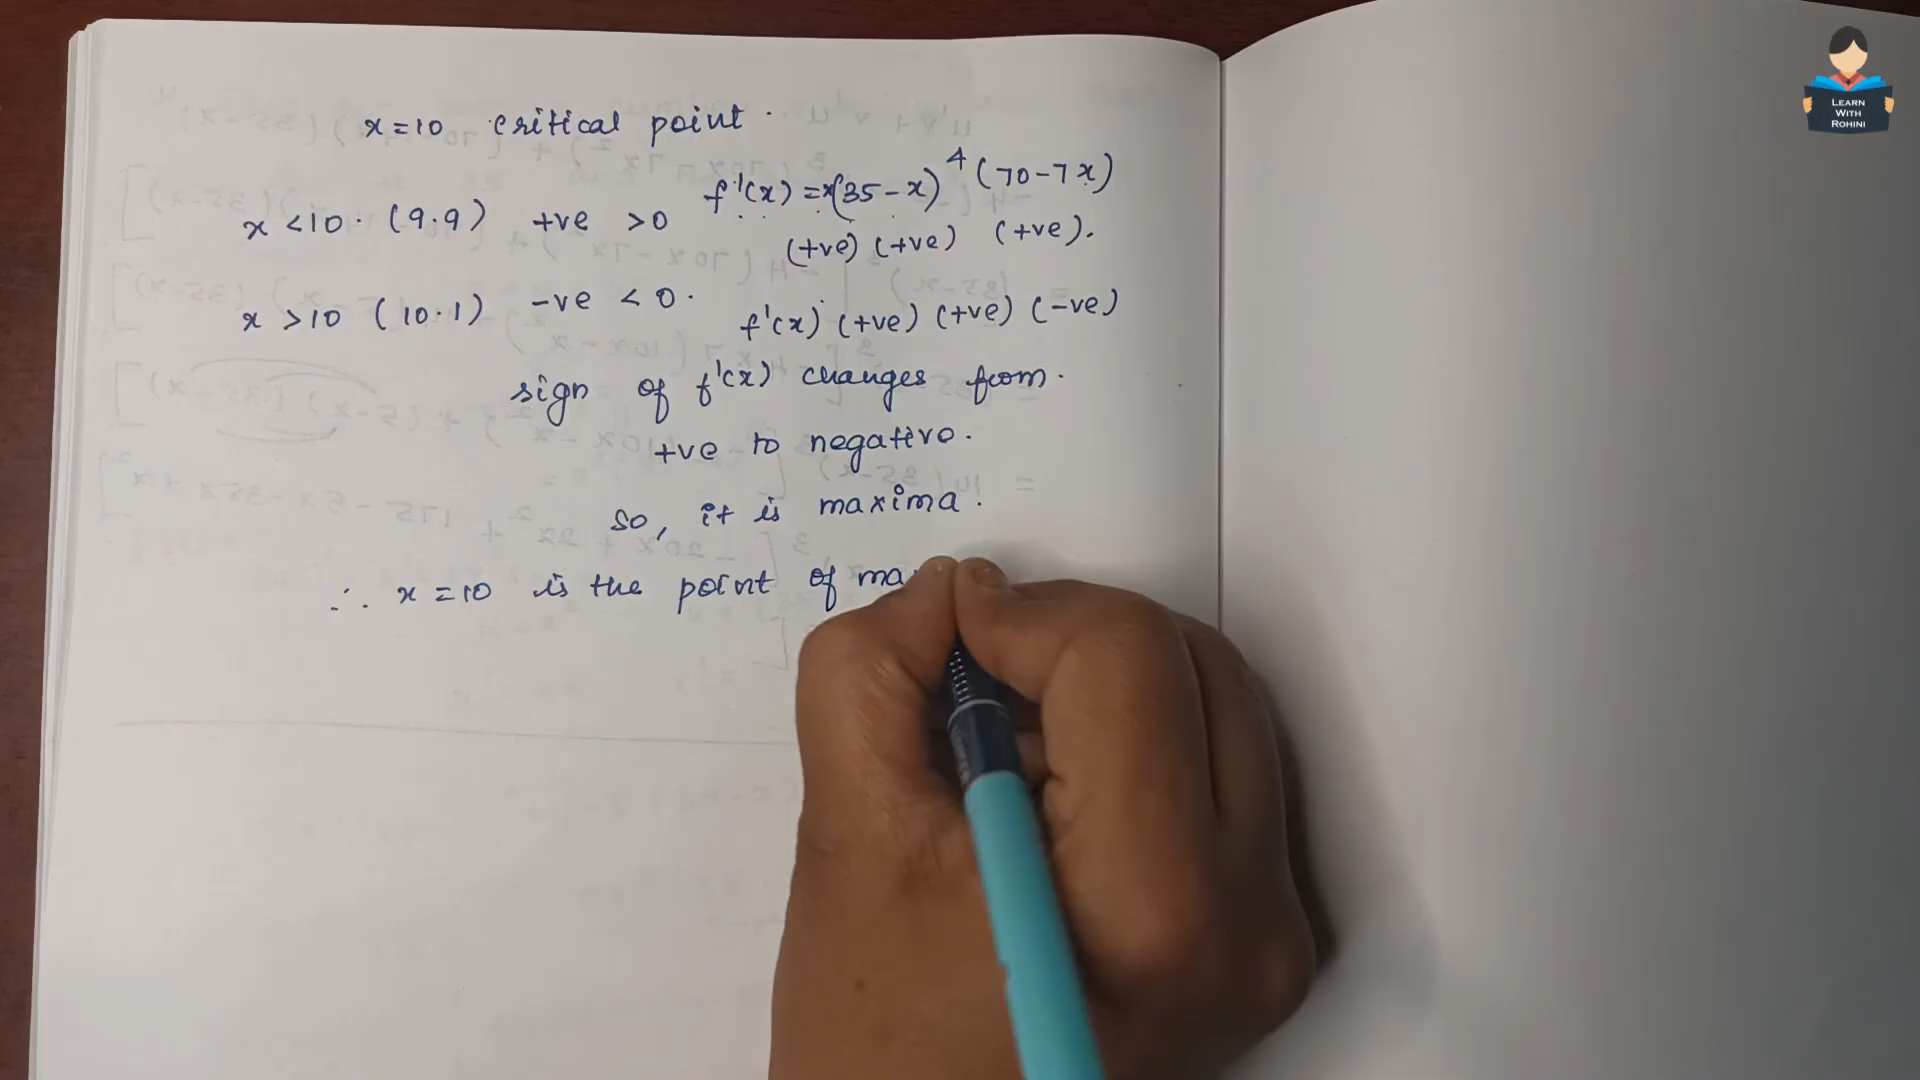 x=10 critical point.
f'(x) = x(35-x)^4 (70-7x)
x <10. (9.9) +ve >0
(+ve) (+ve) (+ve).
x >10 (10.1) -ve < 0.
f'(x) (+ve) (+ve) (-ve)
sign of f'(x) changes from.
+ve to negative.
so, it is maxima.
∴ x =10 is the point of ma
LEARN
WITH
ROHINI